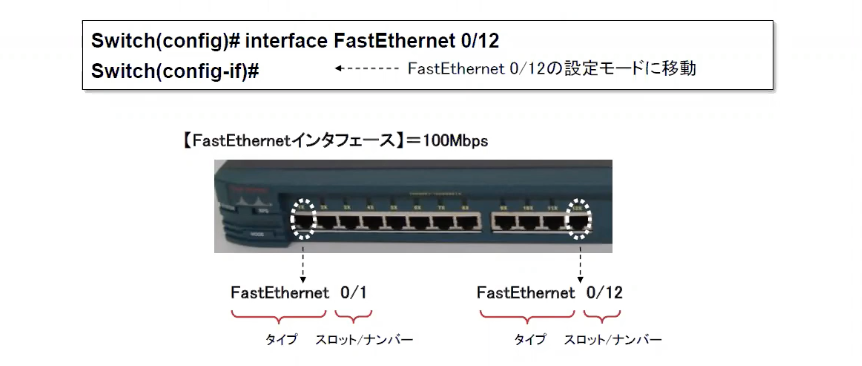 Switch(config)# interface FastEthernet 0/12
Switch(config-if)# FastEthernet 0/12の設定モードに移動
【FastEthernetインタフェース】＝100Mbps
FastEthernet 0/1 FastEthernet 0/12
タイプ スロット/ナンバー タイプ スロット/ナンバー